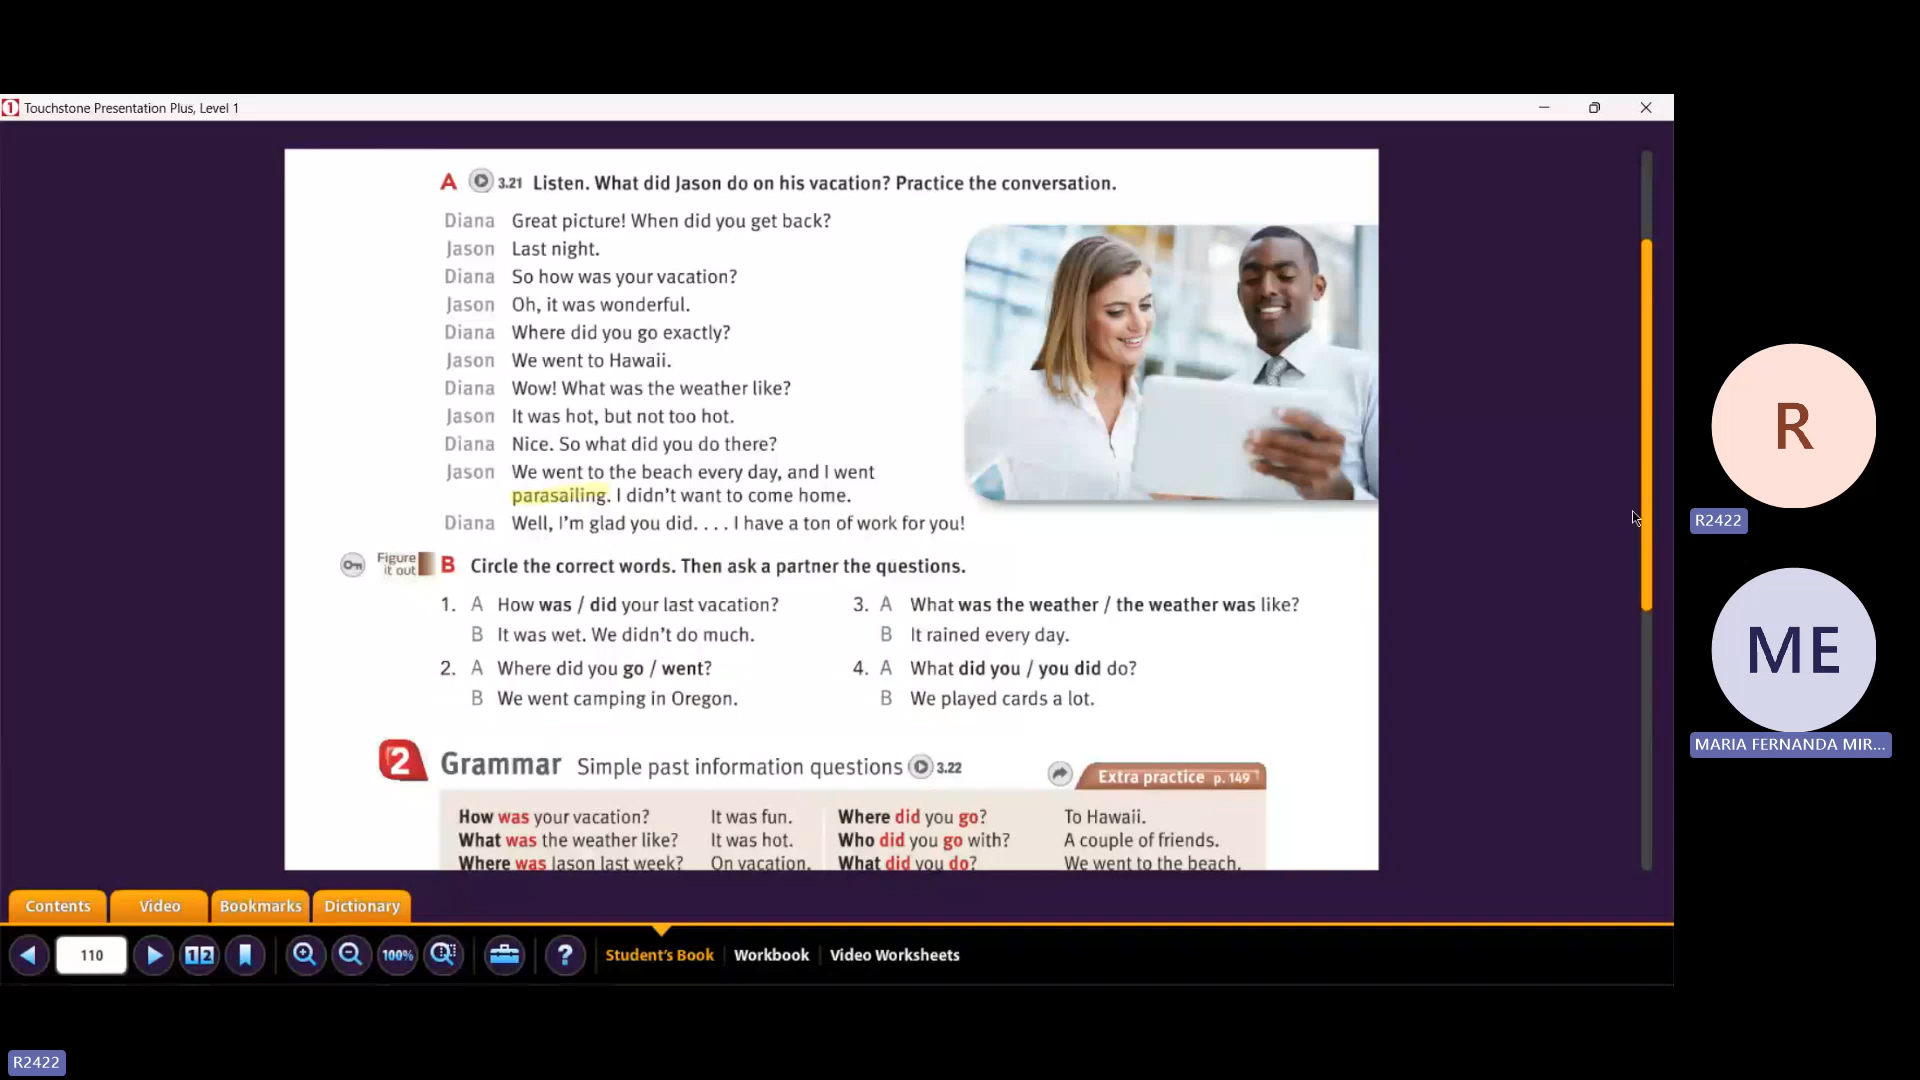 Touchstone Presentation Plus, Level 1
A 3.21 Listen. What did Jason do on his vacation? Practice the conversation.
Diana Great picture! When did you get back?
Jason Last night.
Diana So how was your vacation?
Jason Oh, it was wonderful.
Diana Where did you go exactly?
Jason We went to Hawaii.
Diana Wow! What was the weather like?
Jason It was hot, but not too hot.
Diana Nice. So what did you do there?
Jason We went to the beach every day, and I went
parasailing. I didn't want to come home.
Diana Well, I'm glad you did. . . . I have a ton of work for you!
Figure
it out
B Circle the correct words. Then ask a partner the questions.
1. A How was / did your last vacation?
B It was wet. We didn't do much.
2. A Where did you go / went?
B We went camping in Oregon.
3. A What was the weather / the weather was like?
B It rained every day.
4. A What did you / you did do?
B We played cards a lot.
2 Grammar Simple past information questions 3.22
Extra practice p. 149
How was your vacation? It was fun. Where did you go? To Hawaii.
What was the weather like? It was hot. Who did you go with? A couple of friends.
Where was Jason last week? On vacation. What did you do? We went to the beach.
Contents Video Bookmarks Dictionary
110 12 100% ? Student's Book Workbook Video Worksheets
R
R2422
ME
MARIA FERNANDA MIR...
R2422